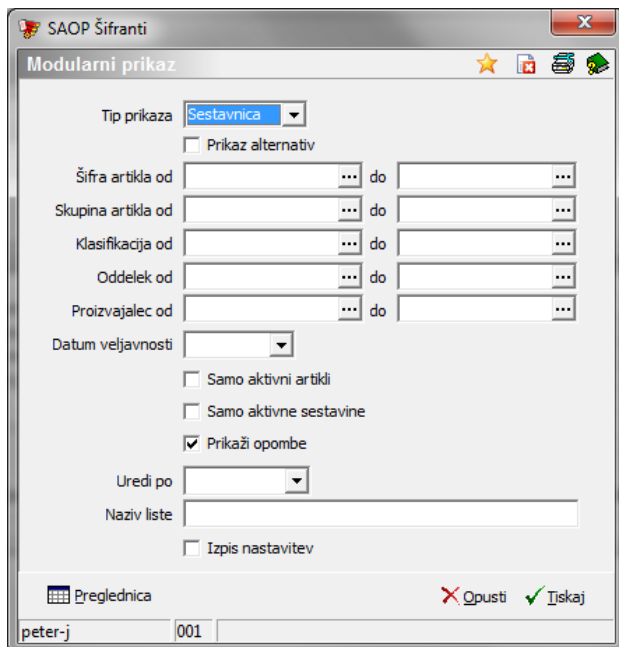 SAOP Šifranti
Modularni prikaz
Tip prikaza Sestavnica
Prikaz alternativ
Šifra artikla od ... do ...
Skupina artikla od ... do ...
Klasifikacija od ... do ...
Oddelek od ... do ...
Proizvajalec od ... do ...
Datum veljavnosti
Samo aktivni artikli
Samo aktivne sestavine
Prikaži opombe
Uredi po
Naziv liste
Izpis nastavitev
Preglednica Opusti Tiskaj
peter-j 001